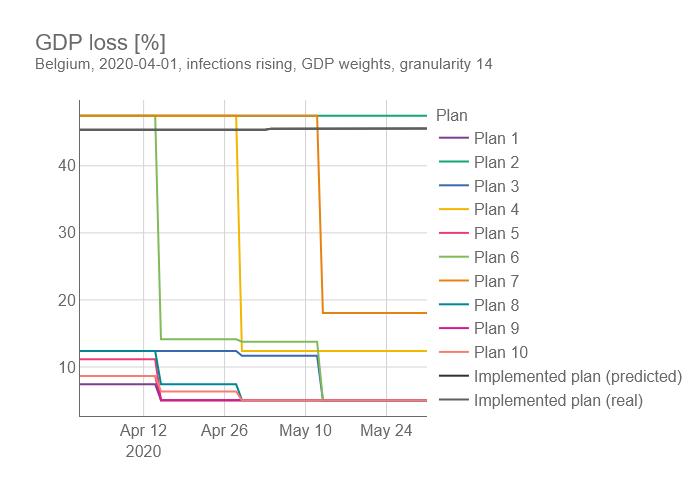 GDP loss [%]
Belgium, 2020-04-01, infections rising, GDP weights, granularity 14
Plan
Plan 1
Plan 2
Plan 3
Plan 4
Plan 5
Plan 6
Plan 7
Plan 8
Plan 9
Plan 10
Implemented plan (predicted)
Implemented plan (real)
40
30
20
10
Apr 12
2020
Apr 26
May 10
May 24